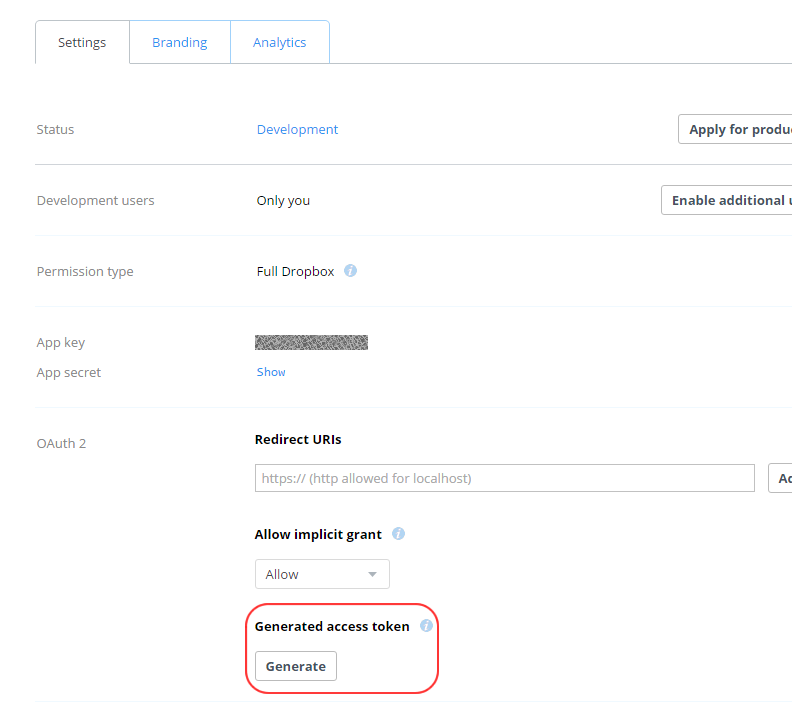 Settings Branding Analytics
Status Development Apply for produ
Development users Only you Enable additional u
Permission type Full Dropbox i
App key
App secret Show
OAuth 2 Redirect URIs
https:// (http allowed for localhost) Ad
Allow implicit grant i
Allow
Generated access token i
Generate